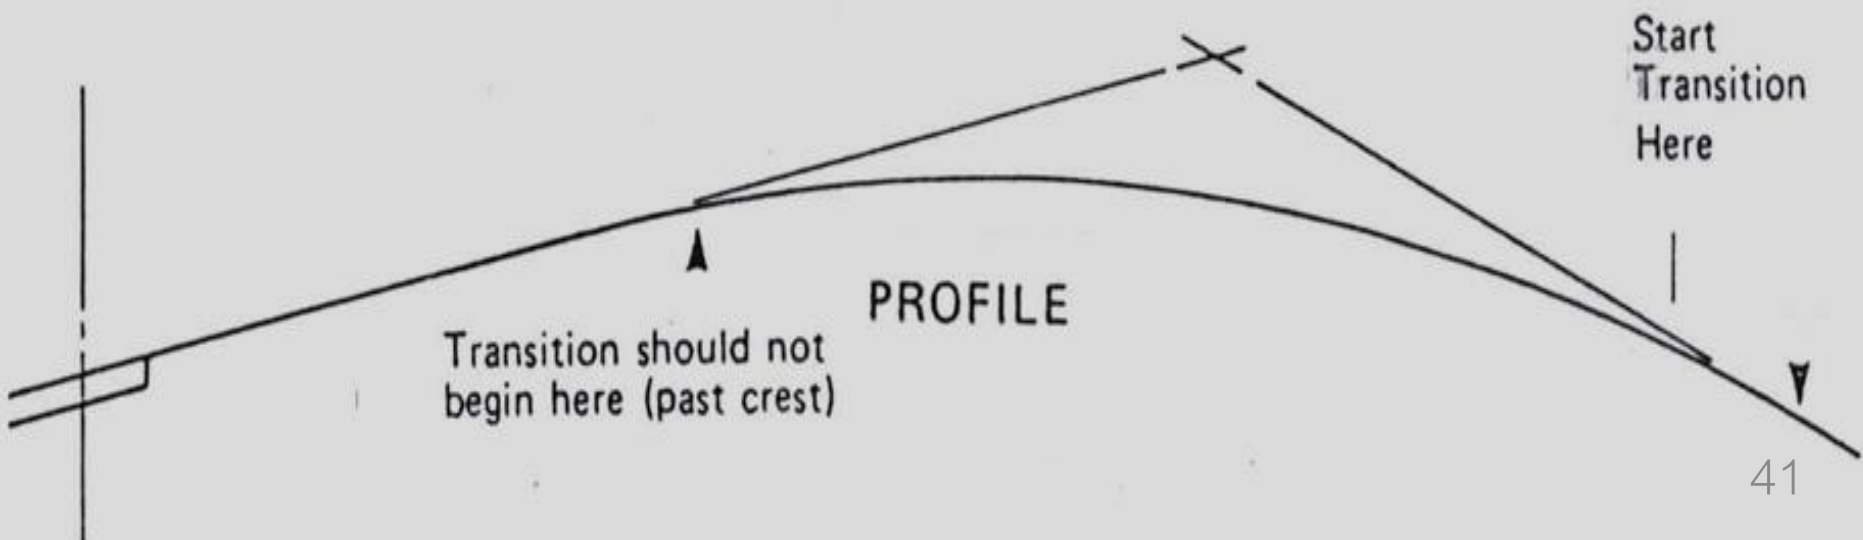 Start
Transition
Here
PROFILE
Transition should not
begin here (past crest)
41